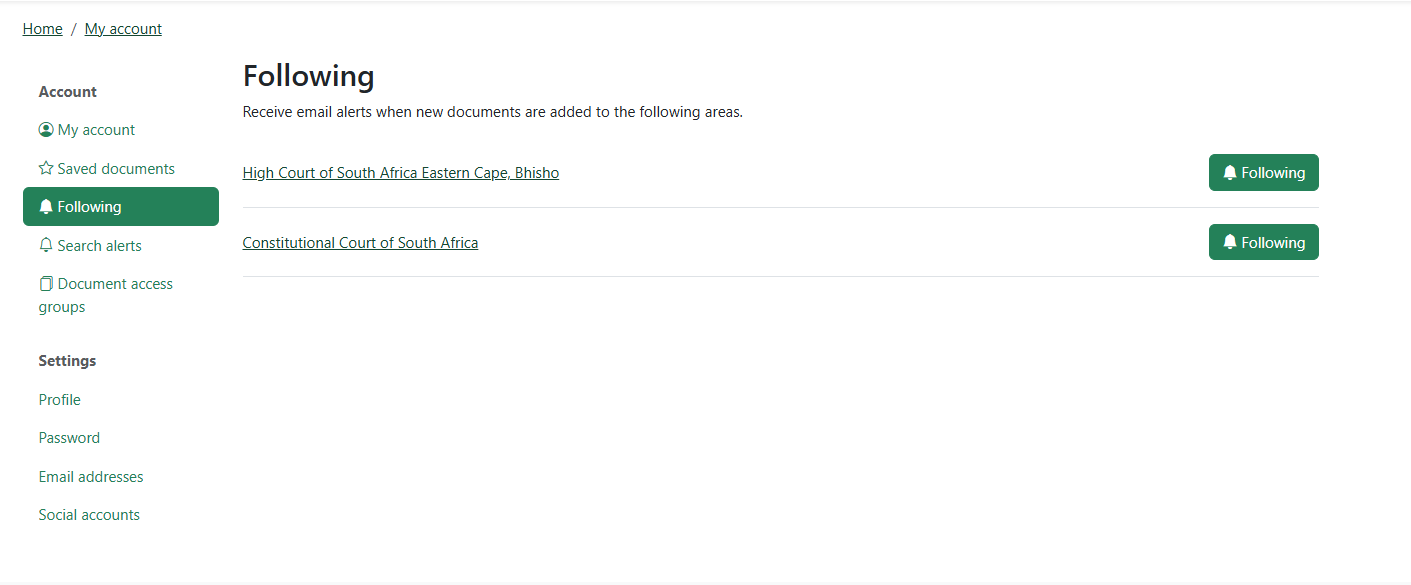 Home / My account
Account
My account
Saved documents
Following
Search alerts
Document access
groups
Settings
Profile
Password
Email addresses
Social accounts
Following
Receive email alerts when new documents are added to the following areas.
High Court of South Africa Eastern Cape, Bhisho
Following
Constitutional Court of South Africa
Following